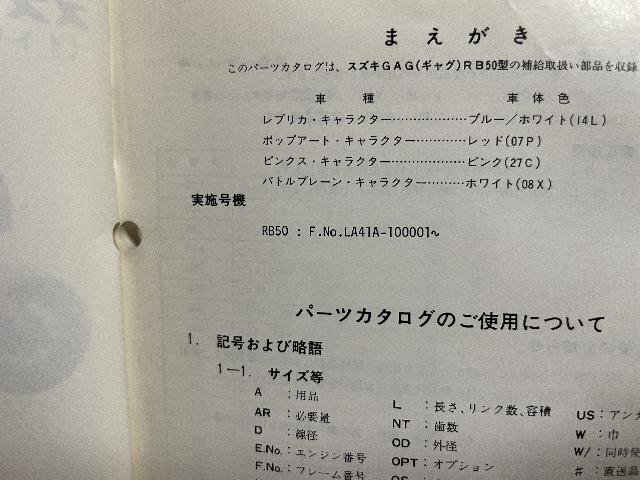 まえがき
このパーツカタログは、スズキGAG(ギャグ)RB50型の補給取扱い部品を収録
車種 車体色
レプリカ・キャラクター………………ブルー/ホワイト(14L)
ポップアート・キャラクター…………レッド(07P)
ピンクス・キャラクター………………ピンク(27C)
バトルプレーン・キャラクター………ホワイト(08X)
実施号機
RB50 : F.No.LA41A-100001~
パーツカタログのご使用について
1. 記号および略語
1-1. サイズ等
A :用品 L :長さ、リンク数、容積 US:アン
AR :必要量 NT :歯数 W :巾
D :線径 OD :外径 W/ :同時使
E.No.:エンジン番号 OPT:オプション # :直送品
F.No.:フレーム番号